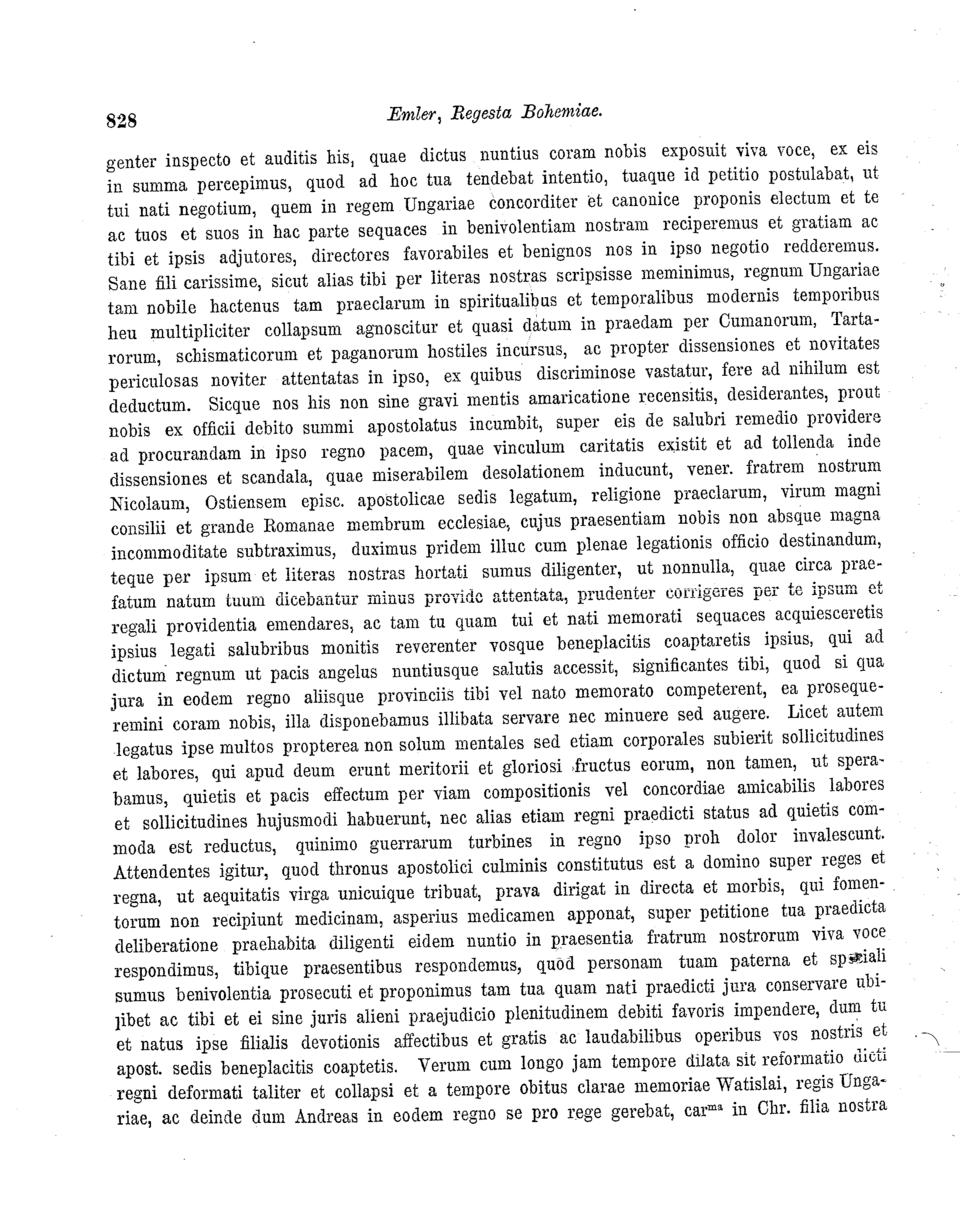 828
Emler, Regesta Bohemiae.
genter inspecto et auditis his, quae dictus nuntius coram nobis exposuit viva voce, ex eis
in summa percepimus, quod ad hoc tua tendebat intentio, tuaque id petitio postulabat, ut
tui nati negotium, quem in regem Ungariae concorditer et canonice proponis electum et te
ac tuos et suos in hac parte sequaces in benivolentiam nostram reciperemus et gratiam ac
tibi et ipsis adjutores, directores favorabiles et benignos nos in ipso negotio redderemus.
Sane fili carissime, sicut alias tibi per literas nostras scripsisse meminimus, regnum Ungariae
tam nobile hactenus tam praeclarum in spiritualibus et temporalibus modernis temporibus
heu multipliciter collapsum agnoscitur et quasi datum in praedam per Cumanorum, Tarta-
rorum, schismaticorum et paganorum hostiles incursus, ac propter dissensiones et novitates
periculosas noviter attentatas in ipso, ex quibus discriminose vastatur, fere ad nihilum est
deductum. Sicque nos his non sine gravi mentis amaricatione recensitis, desiderantes, prout
nobis ex officii debito summi apostolatus incumbit, super eis de salubri remedio providere
ad procurandam in ipso regno pacem, quae vinculum caritatis existit et ad tollenda inde
dissensiones et scandala, quae miserabilem desolationem inducunt, vener. fratrem nostrum
Nicolaum, Ostiensem episc. apostolicae sedis legatum, religione praeclarum, virum magni
consilii et grande Romanae membrum ecclesiae, cujus praesentiam nobis non absque magna
incommoditate subtraximus, duximus pridem illuc cum plenae legationis officio destinandum,
teque per ipsum et literas nostras hortati sumus diligenter, ut nonnulla, quae circa prae-
fatum natum tuum dicebantur minus provide attentata, prudenter corrigeres per te ipsum et
regali providentia emendares, ac tam tu quam tui et nati memorati sequaces acquiesceretis
ipsius legati salubribus monitis reverenter vosque beneplacitis coaptaretis ipsius, qui ad
dictum regnum ut pacis angelus nuntiusque salutis accessit, significantes tibi, quod si qua
jura in eodem regno aliisque provinciis tibi vel nato memorato competerent, ea proseque-
remini coram nobis, illa disponebamus illibata servare nec minuere sed augere. Licet autem
legatus ipse multos propterea non solum mentales sed etiam corporales subierit sollicitudines
et labores, qui apud deum erunt meritorii et gloriosi fructus eorum, non tamen, ut spera-
bamus, quietis et pacis effectum per viam compositionis vel concordiae amicabilis labores
et sollicitudines hujusmodi habuerunt, nec alias etiam regni praedicti status ad quietis com-
moda est reductus, quinimo guerrarum turbines in regno ipso proh dolor invalescunt.
Attendentes igitur, quod thronus apostolici culminis constitutus est a domino super reges et
regna, ut aequitatis virga unicuique tribuat, prava dirigat in directa et morbis, qui fomen-
torum non recipiunt medicinam, asperius medicamen apponat, super petitione tua praedicta
deliberatione praehabita diligenti eidem nuntio in praesentia fratrum nostrorum viva voce
respondimus, tibique praesentibus respondemus, quod personam tuam paterna et speciali
sumus benivolentia prosecuti et proponimus tam tua quam nati praedicti jura conservare ubi-
libet ac tibi et ei sine juris alieni praejudicio plenitudinem debiti favoris impendere, dum tu
et natus ipse filialis devotionis affectibus et gratis ac laudabilibus operibus vos nostris et
apost. sedis beneplacitis coaptetis. Verum cum longo jam tempore dilata sit reformatio dicti
regni deformati taliter et collapsi et a tempore obitus clarae memoriae Watislai, regis Unga-
riae, ac deinde dum Andreas in eodem regno se pro rege gerebat, carᵐᵃ in Chr. filia nostra